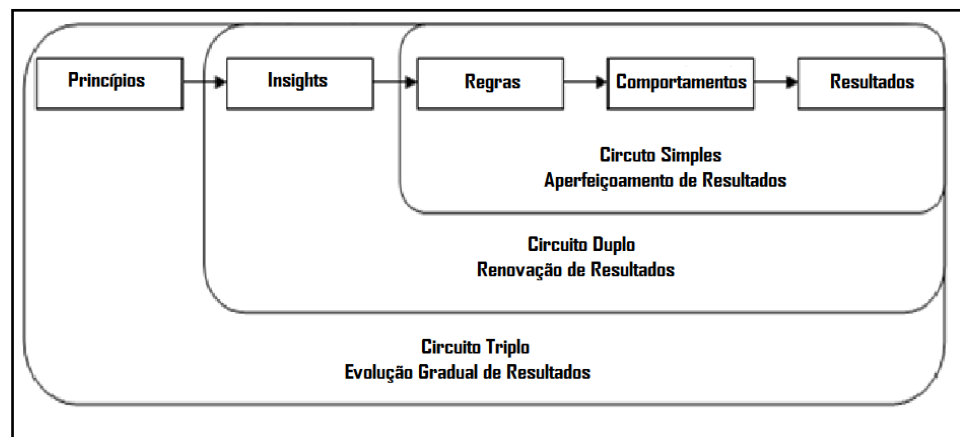 Princípios
Insights
Regras
Comportamentos
Resultados
Circuto Simples
Aperfeiçoamento de Resultados
Circuito Duplo
Renovação de Resultados
Circuito Triplo
Evolução Gradual de Resultados